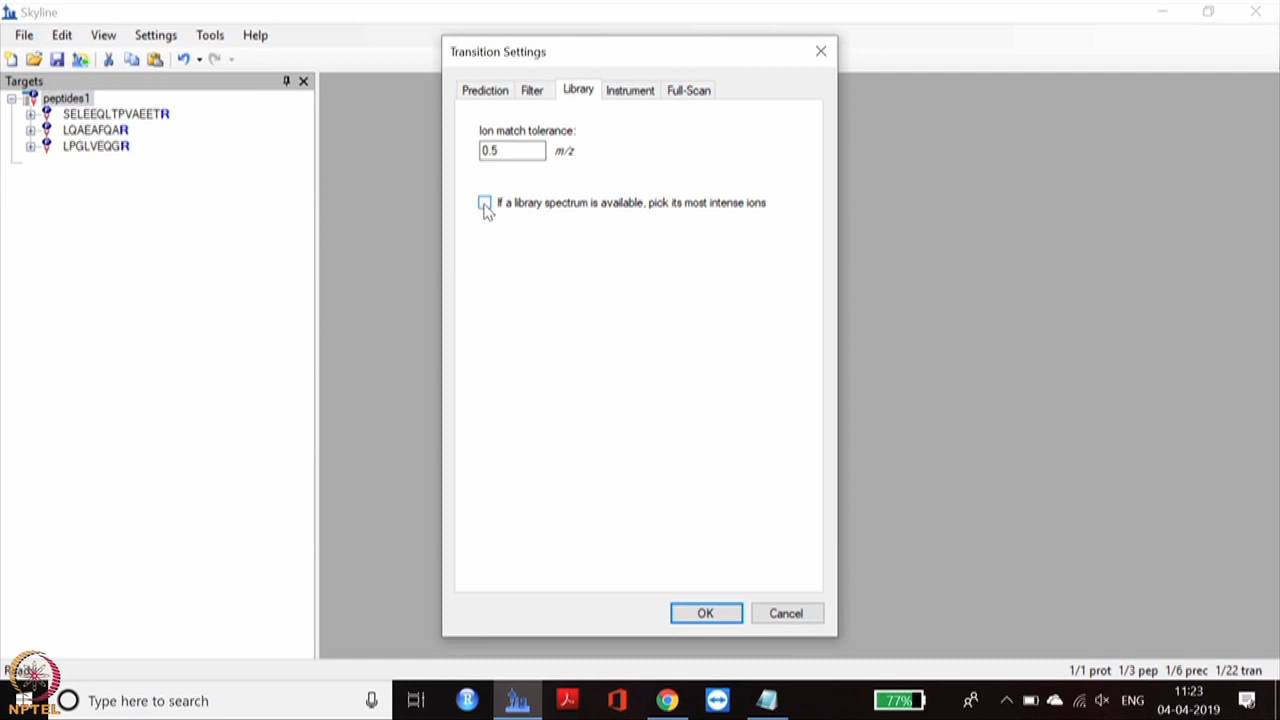 Skyline
File Edit View Settings Tools Help
Targets
peptides1
SELEEQLTPVAEETR
LQAEAFQAR
LPGLVEQGR
Transition Settings
Prediction Filter Library Instrument Full-Scan
Ion match tolerance:
0.5 m/z
If a library spectrum is available, pick its most intense ions
OK Cancel
1/1 prot 1/3 pep 1/6 prec 1/22 tran
NPTEL
Type here to search
77%
ENG
11:23
04-04-2019